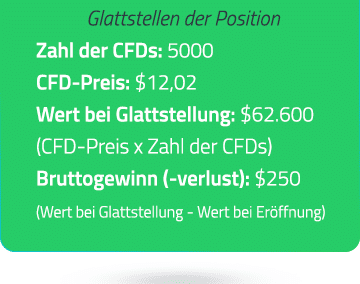 Glattstellen der Position
Zahl der CFDs: 5000
CFD-Preis: $12,02
Wert bei Glattstellung: $62.600
(CFD-Preis x Zahl der CFDs)
Bruttogewinn (-verlust): $250
(Wert bei Glattstellung - Wert bei Eröffnung)